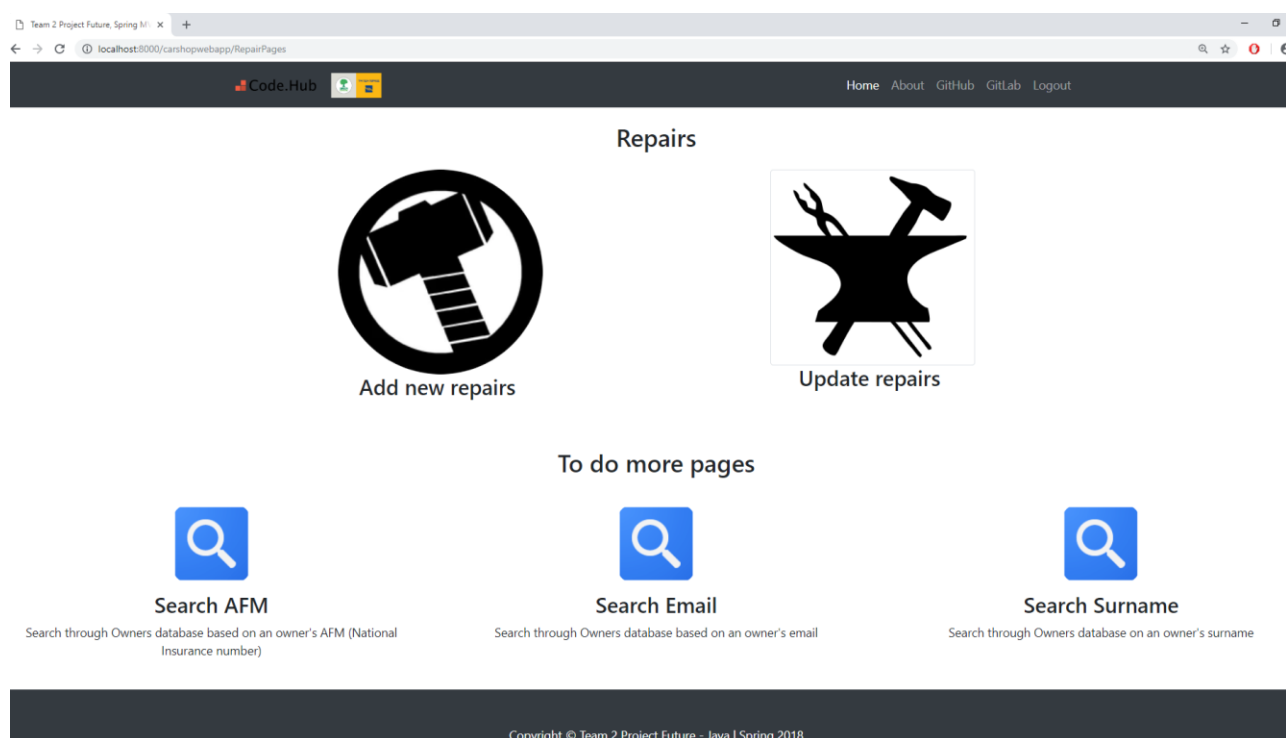 Team 2 Project Future, Spring M
localhost:8000/carshopwebapp/RepairPages
Code.Hub
Home About GitHub GitLab Logout
Repairs
Add new repairs
Update repairs
To do more pages
Search AFM
Search through Owners database based on an owner's AFM (National
Insurance number)
Search Email
Search through Owners database based on an owner's email
Search Surname
Search through Owners database on an owner's surname
Copyright © Team 2 Project Future - Java | Spring 2018